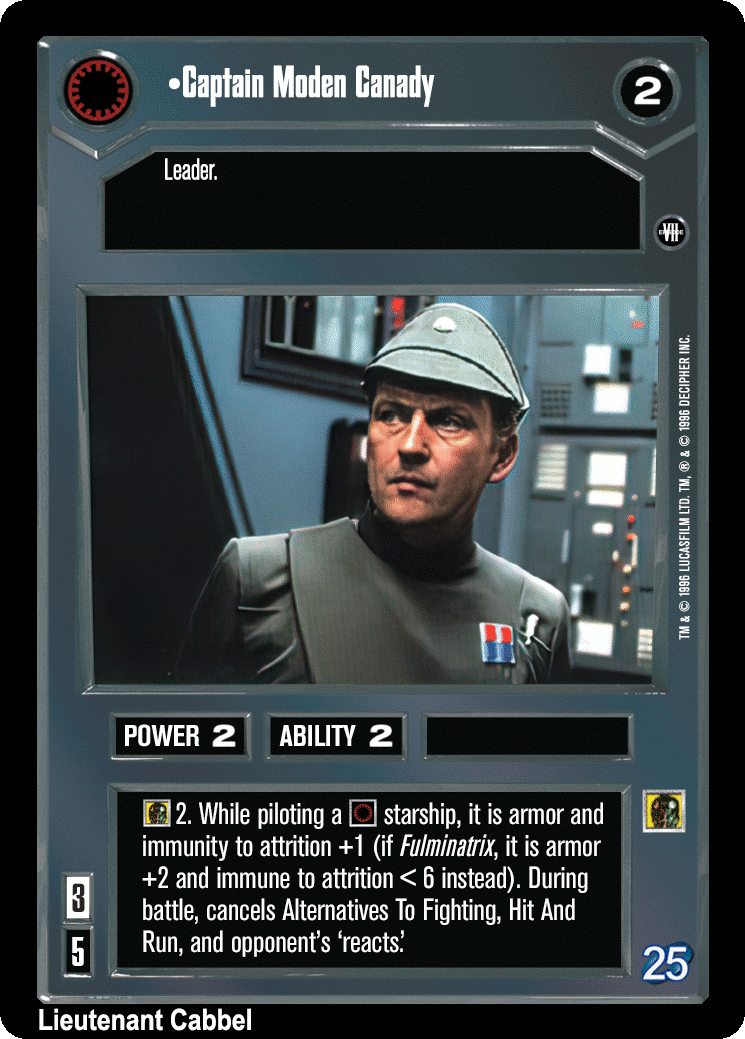 •Captain Moden Canady
2
Leader.
EPISODE
VII
TM & © 1996 LUCASFILM LTD. TM, ® & © 1996 DECIPHER INC.
POWER 2
ABILITY 2
2. While piloting a starship, it is armor and
immunity to attrition +1 (if Fulminatrix, it is armor
+2 and immune to attrition < 6 instead). During
battle, cancels Alternatives To Fighting, Hit And
Run, and opponent's 'reacts.'
3
5
25
Lieutenant Cabbel